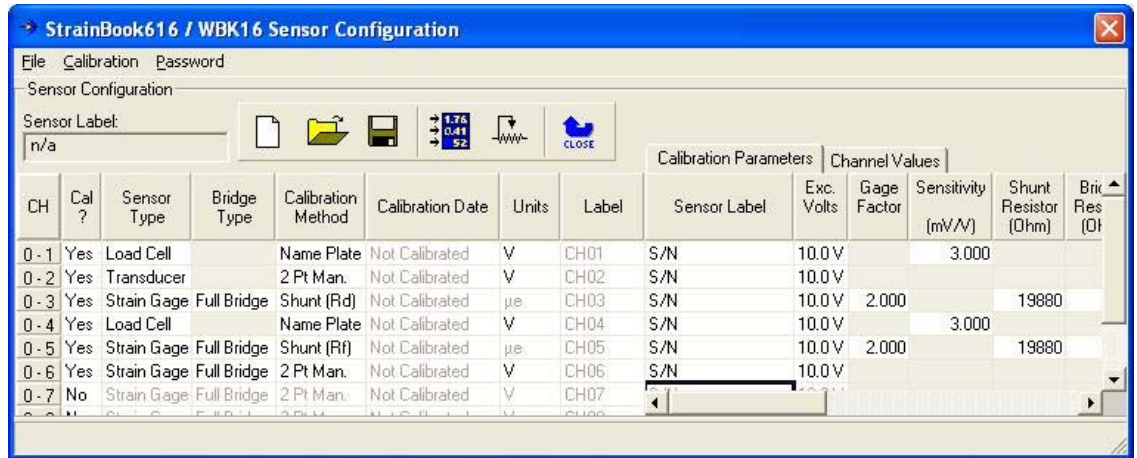 StrainBook616 / WBK16 Sensor Configuration
File Calibration Password
Sensor Configuration
Sensor Label:
n/a
1.76
0.41
52
CLOSE
Calibration Parameters Channel Values
CH Cal ? Sensor Type Bridge Type Calibration Method Calibration Date Units Label Sensor Label Exc. Volts Gage Factor Sensitivity (mV/V) Shunt Resistor (Ohm)
0 - 1 Yes Load Cell Name Plate Not Calibrated V CH01 S/N 10.0 V 3.000
0 - 2 Yes Transducer 2 Pt Man. Not Calibrated V CH02 S/N 10.0 V
0 - 3 Yes Strain Gage Full Bridge Shunt (Rd) Not Calibrated µe CH03 S/N 10.0 V 2.000 19880
0 - 4 Yes Load Cell Name Plate Not Calibrated V CH04 S/N 10.0 V 3.000
0 - 5 Yes Strain Gage Full Bridge Shunt (Rf) Not Calibrated µe CH05 S/N 10.0 V 2.000 19880
0 - 6 Yes Strain Gage Full Bridge 2 Pt Man. Not Calibrated V CH06 S/N 10.0 V
0 - 7 No Strain Gage Full Bridge 2 Pt Man. Not Calibrated V CH07